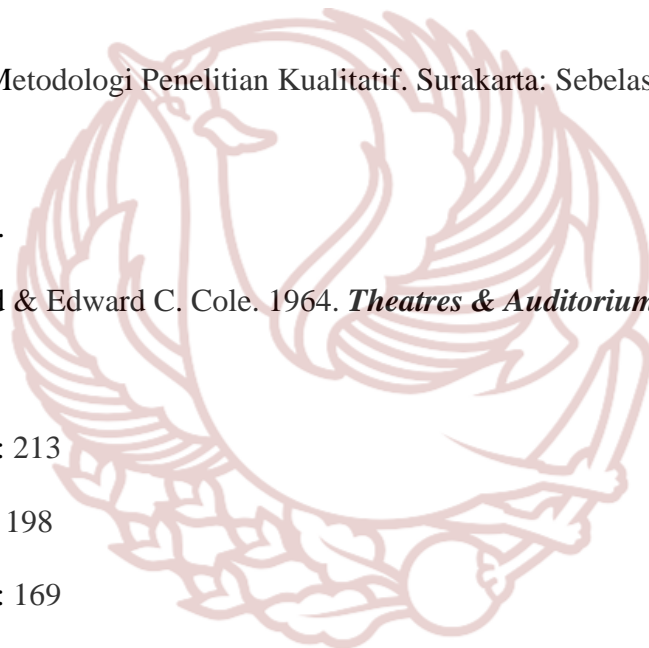 Metodologi Penelitian Kualitatif. Surakarta: Sebelas
.
& Edward C. Cole. 1964. Theatres & Auditorium
: 213
198
: 169